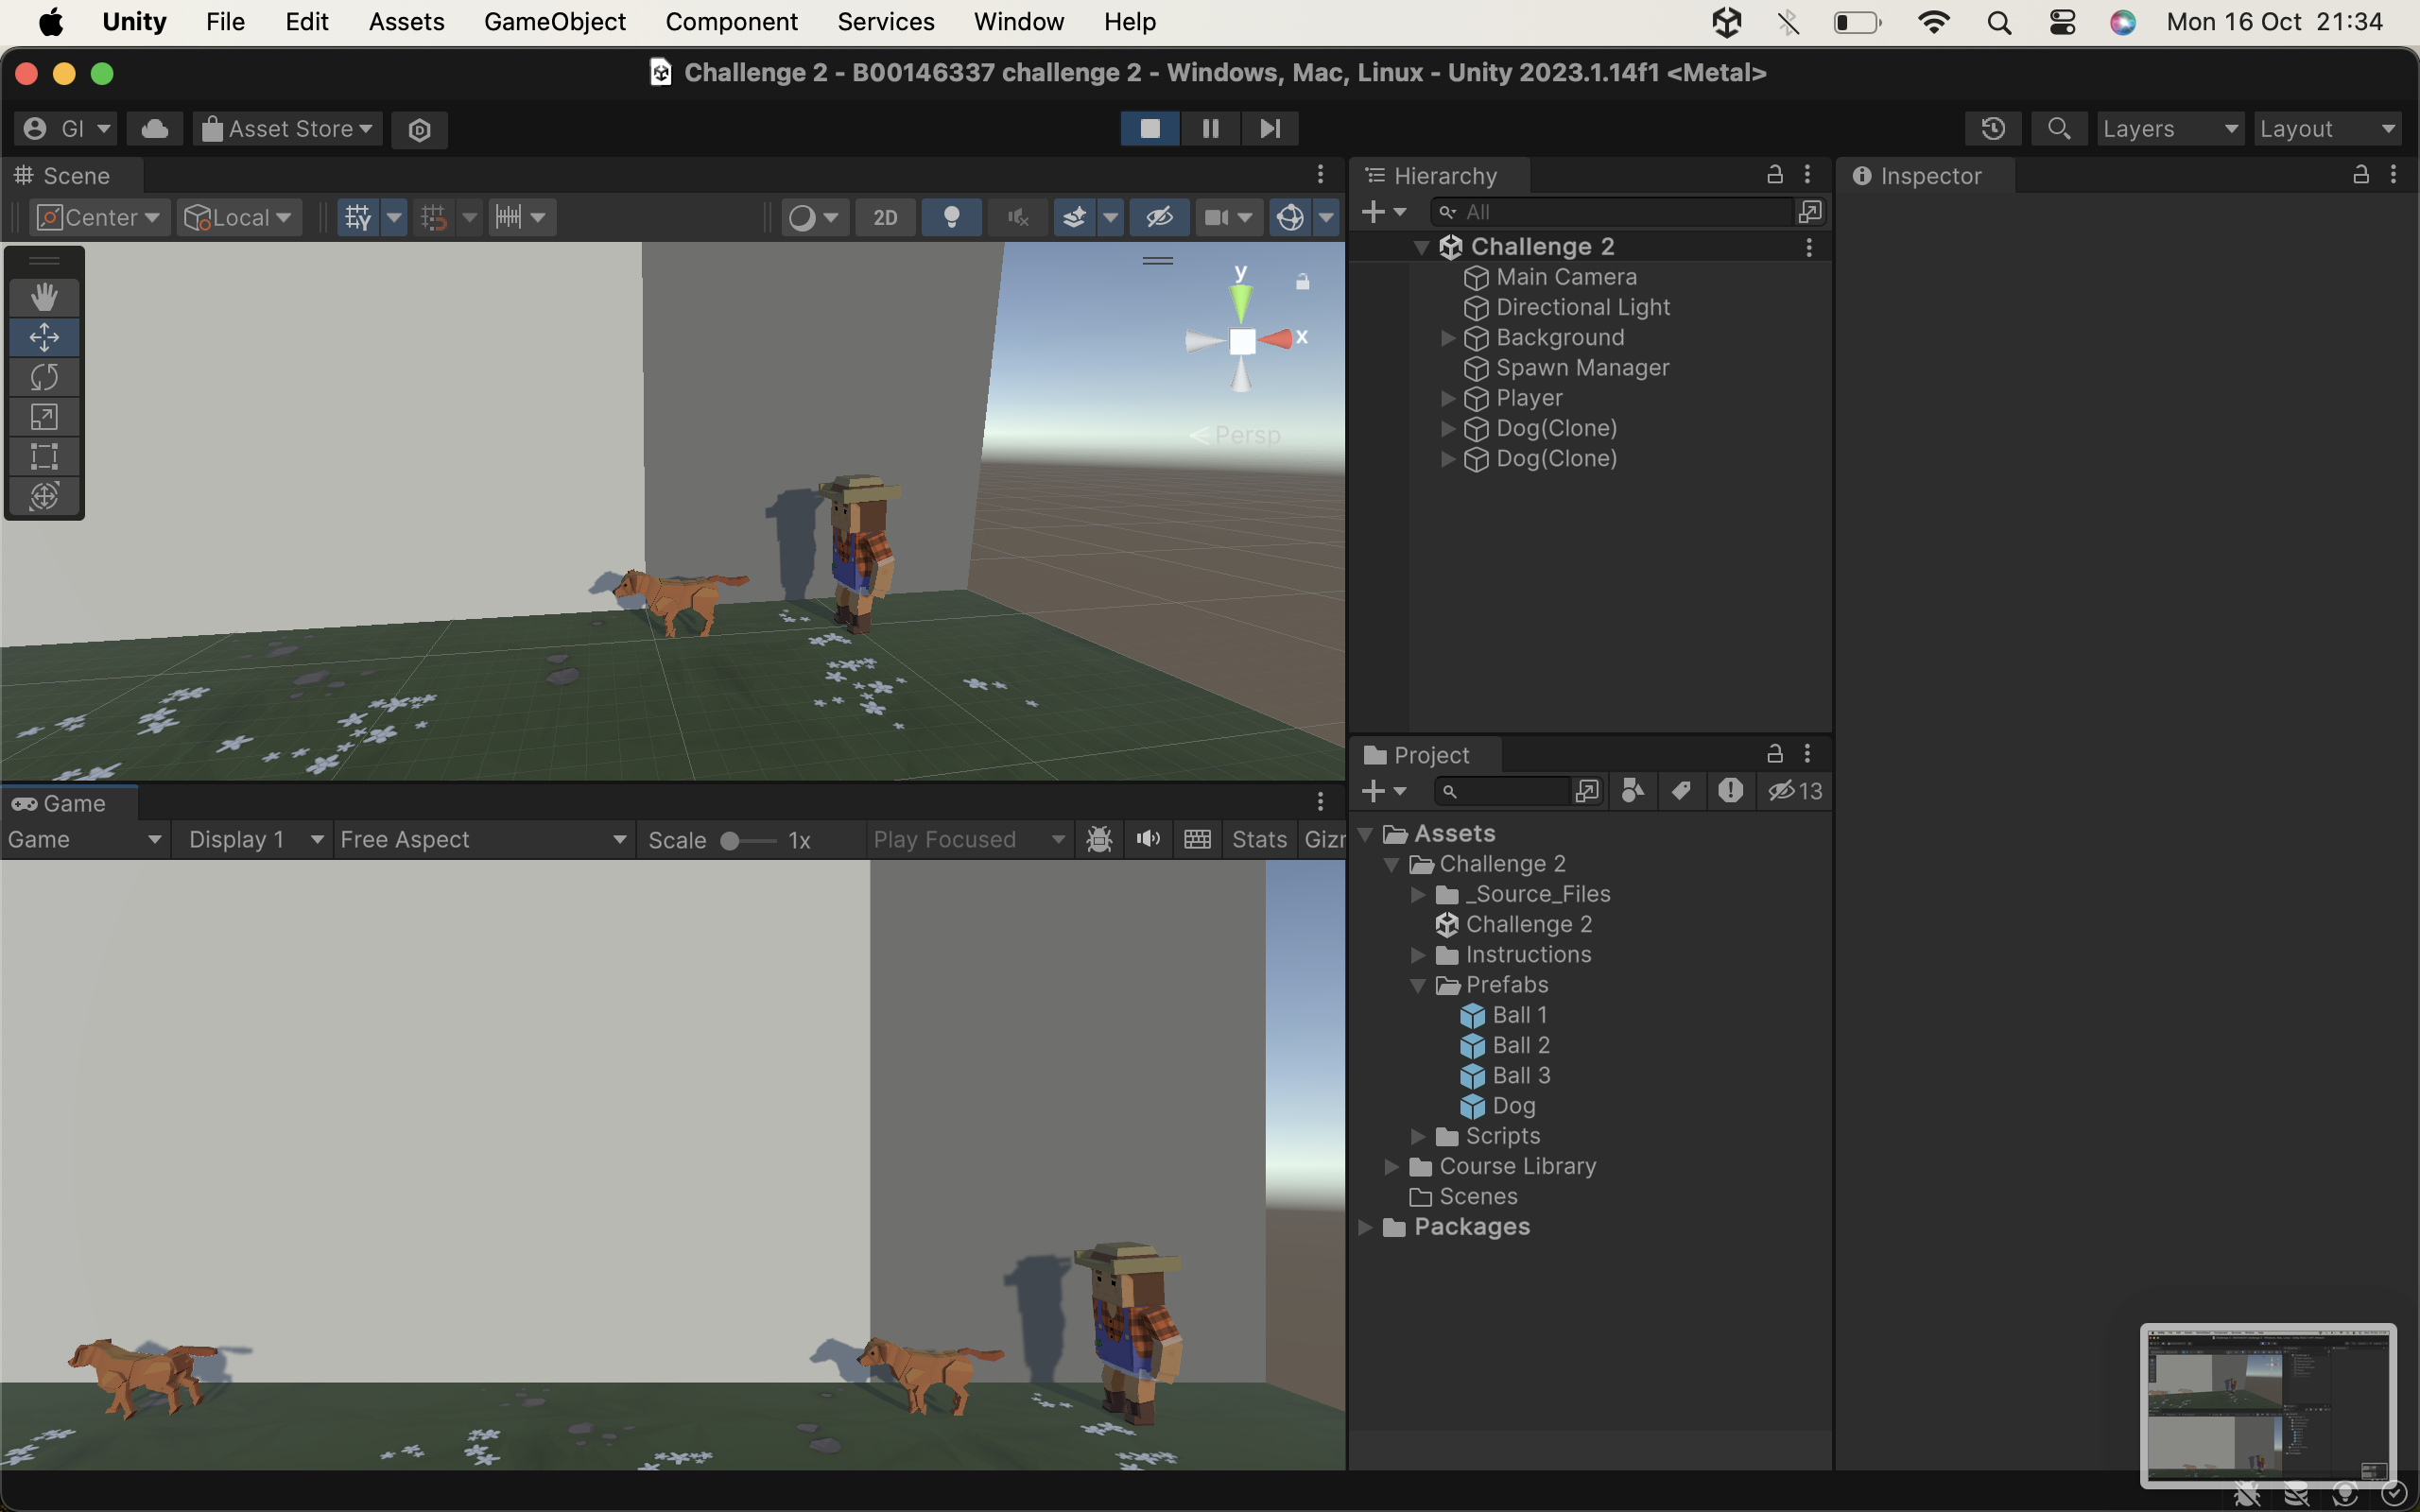 Unity File Edit Assets GameObject Component Services Window Help Mon 16 Oct 21:34
Challenge 2 - B00146337 challenge 2 - Windows, Mac, Linux - Unity 2023.1.14f1 <Metal>
GI Asset Store Layers Layout
Scene
Center Local 2D
y
x
Persp
Hierarchy
All
Challenge 2
Main Camera
Directional Light
Background
Spawn Manager
Player
Dog(Clone)
Dog(Clone)
Inspector
Game
Game Display 1 Free Aspect Scale 1x Play Focused Stats Gizr
Project
13
Assets
Challenge 2
_Source_Files
Challenge 2
Instructions
Prefabs
Ball 1
Ball 2
Ball 3
Dog
Scripts
Course Library
Scenes
Packages